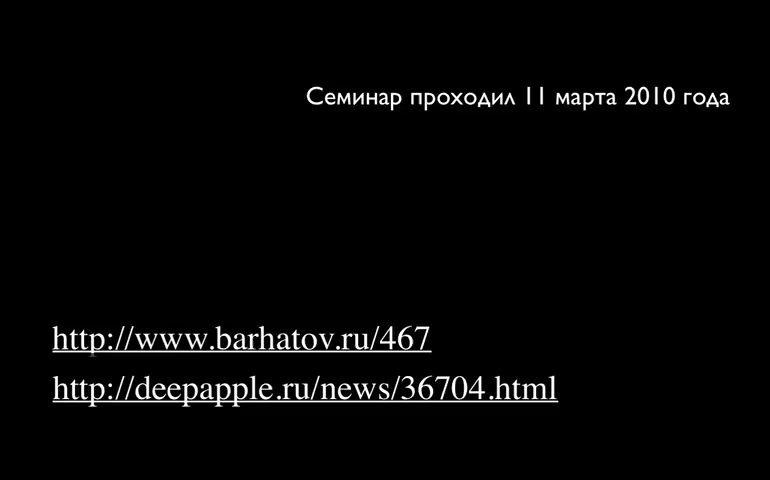 Семинар проходил 11 марта 2010 года
http://www.barhatov.ru/467
http://deepapple.ru/news/36704.html